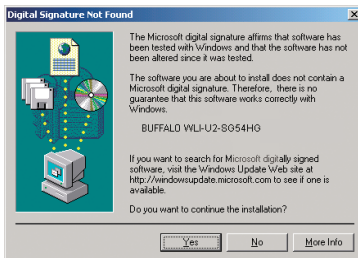 Digital Signature Not Found
The Microsoft digital signature affirms that software has
been tested with Windows and that the software has not
been altered since it was tested.
The software you are about to install does not contain a
Microsoft digital signature. Therefore, there is no
guarantee that this software works correctly with
Windows.
BUFFALO WLI-U2-SG54HG
If you want to search for Microsoft digitally signed
software, visit the Windows Update Web site at
http://windowsupdate.microsoft.com to see if one is
available.
Do you want to continue the installation?
Yes No More Info